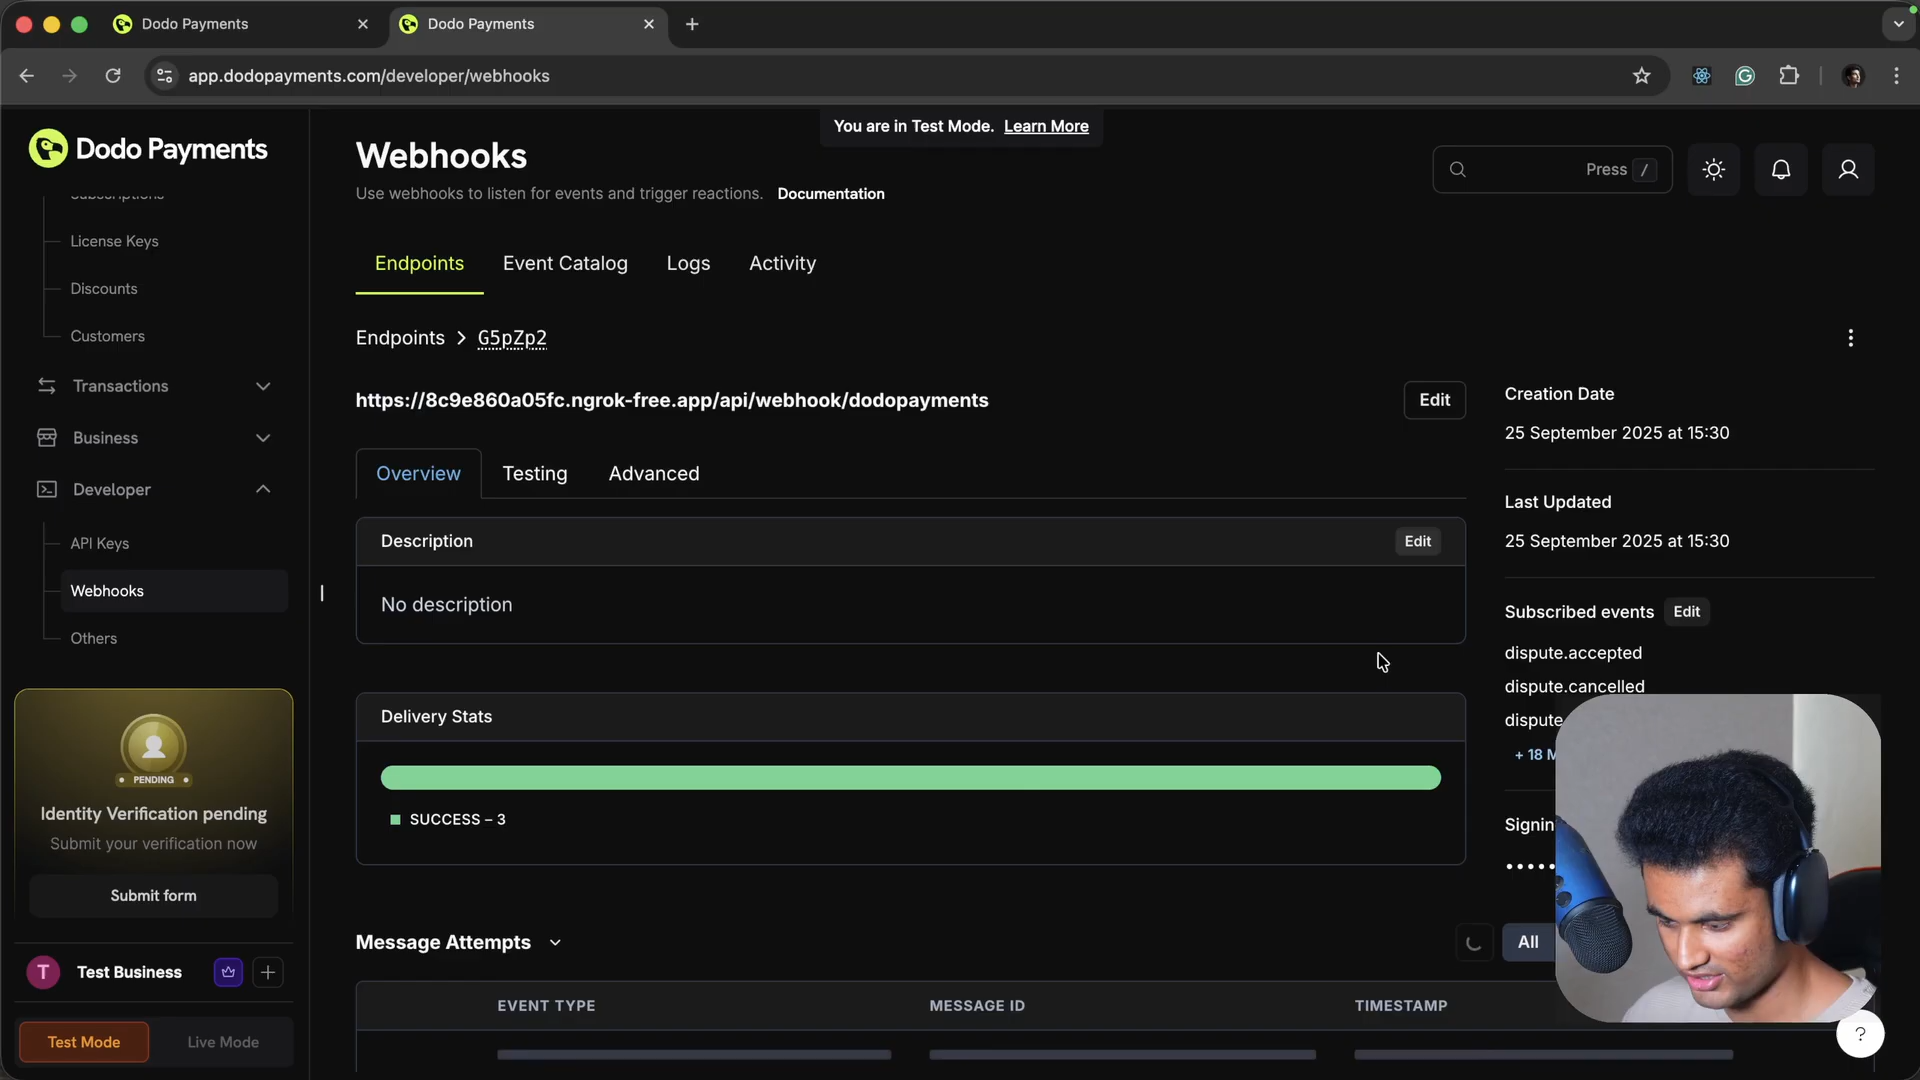 Dodo Payments
Dodo Payments
app.dodopayments.com/developer/webhooks
You are in Test Mode. Learn More
Dodo Payments
Subscriptions
License Keys
Discounts
Customers
Transactions
Business
Developer
API Keys
Webhooks
Others
PENDING
Identity Verification pending
Submit your verification now
Submit form
T Test Business
Test Mode
Live Mode
Webhooks
Use webhooks to listen for events and trigger reactions. Documentation
Press /
Endpoints
Event Catalog
Logs
Activity
Endpoints > G5pZp2
https://8c9e860a05fc.ngrok-free.app/api/webhook/dodopayments
Edit
Overview
Testing
Advanced
Description
Edit
No description
Delivery Stats
SUCCESS – 3
Message Attempts
All
EVENT TYPE
MESSAGE ID
TIMESTAMP
Creation Date
25 September 2025 at 15:30
Last Updated
25 September 2025 at 15:30
Subscribed events Edit
dispute.accepted
dispute.cancelled
dispute
+ 18
?